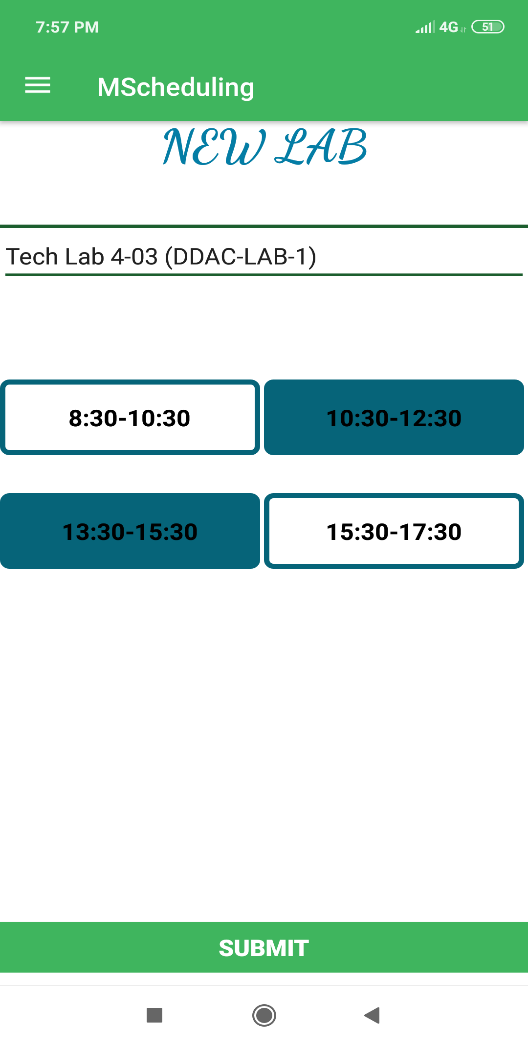 7:57 PM 4G 51
MScheduling
NEW LAB
Tech Lab 4-03 (DDAC-LAB-1)
8:30-10:30 10:30-12:30
13:30-15:30 15:30-17:30
SUBMIT